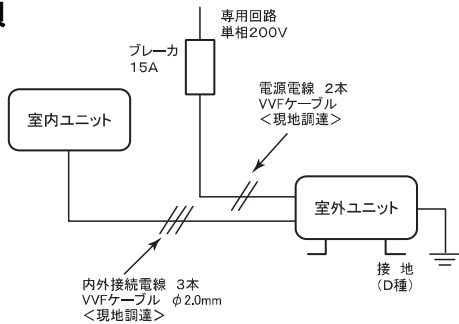 専用回路
単相200V
ブレーカ
15A
電源電線 2本
VVFケーブル
＜現地調達＞
室内ユニット
室外ユニット
接 地
（D種）
内外接続電線 3本
VVFケーブル φ2.0mm
＜現地調達＞